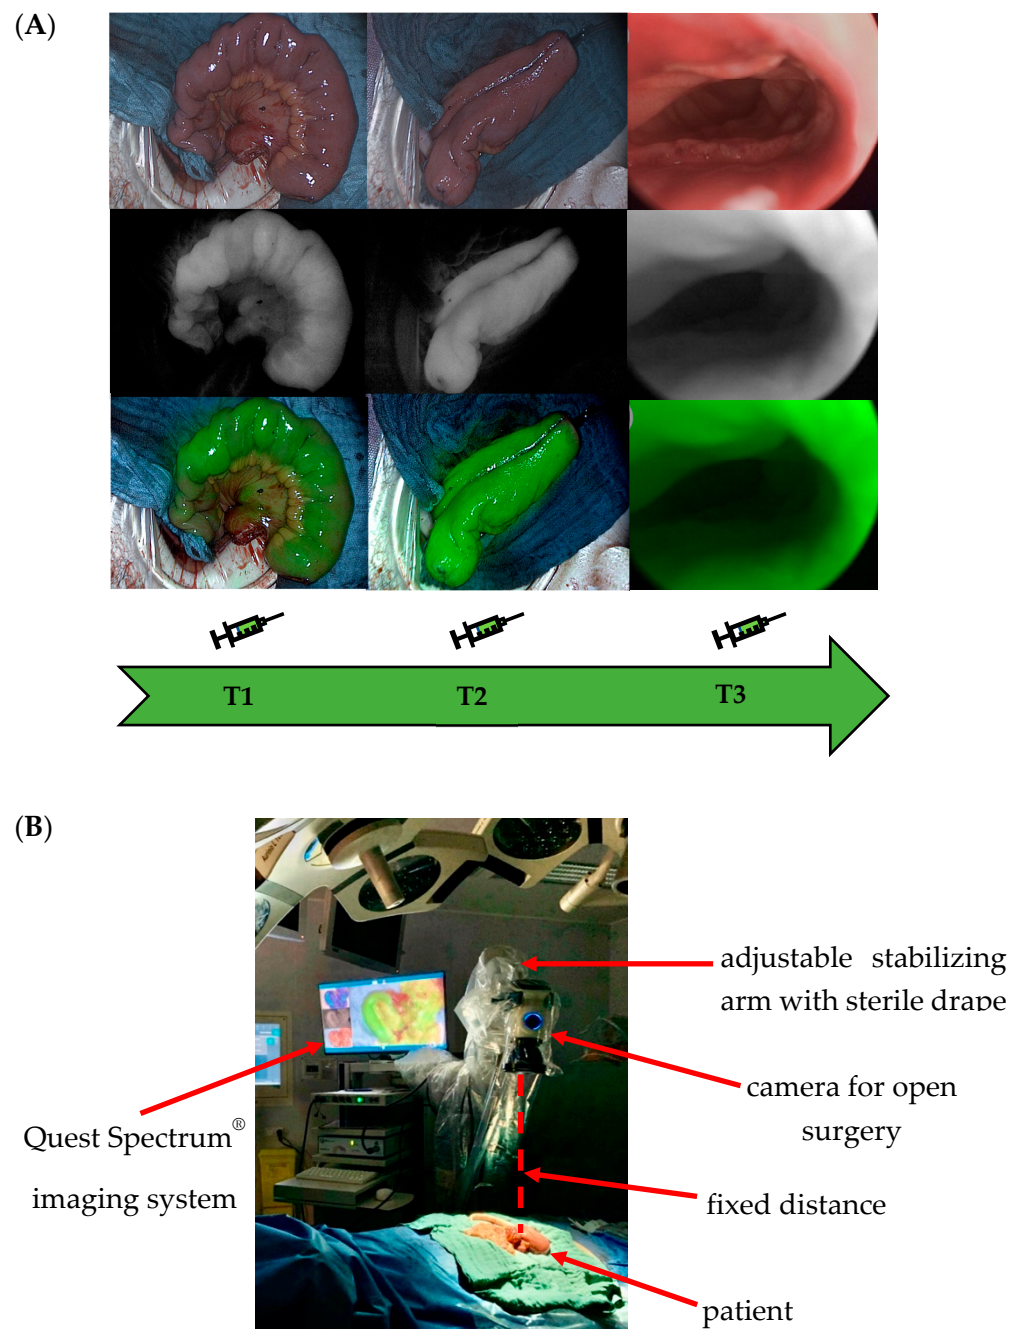 (A)
T1
T2
T3
(B)
adjustable stabilizing
arm with sterile drape
camera for open
surgery
Quest Spectrum®
imaging system
fixed distance
patient